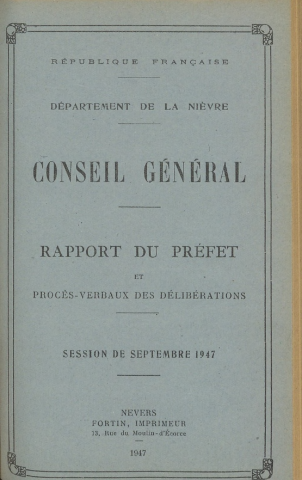 RÉPUBLIQUE FRANÇAISE
DÉPARTEMENT DE LA NIÈVRE
CONSEIL GÉNÉRAL
RAPPORT DU PRÉFET
ET
PROCÈS-VERBAUX DES DÉLIBÉRATIONS
SESSION DE SEPTEMBRE 1947
NEVERS
FORTIN, IMPRIMEUR
13, Rue du Moulin-d'Écorce
1947